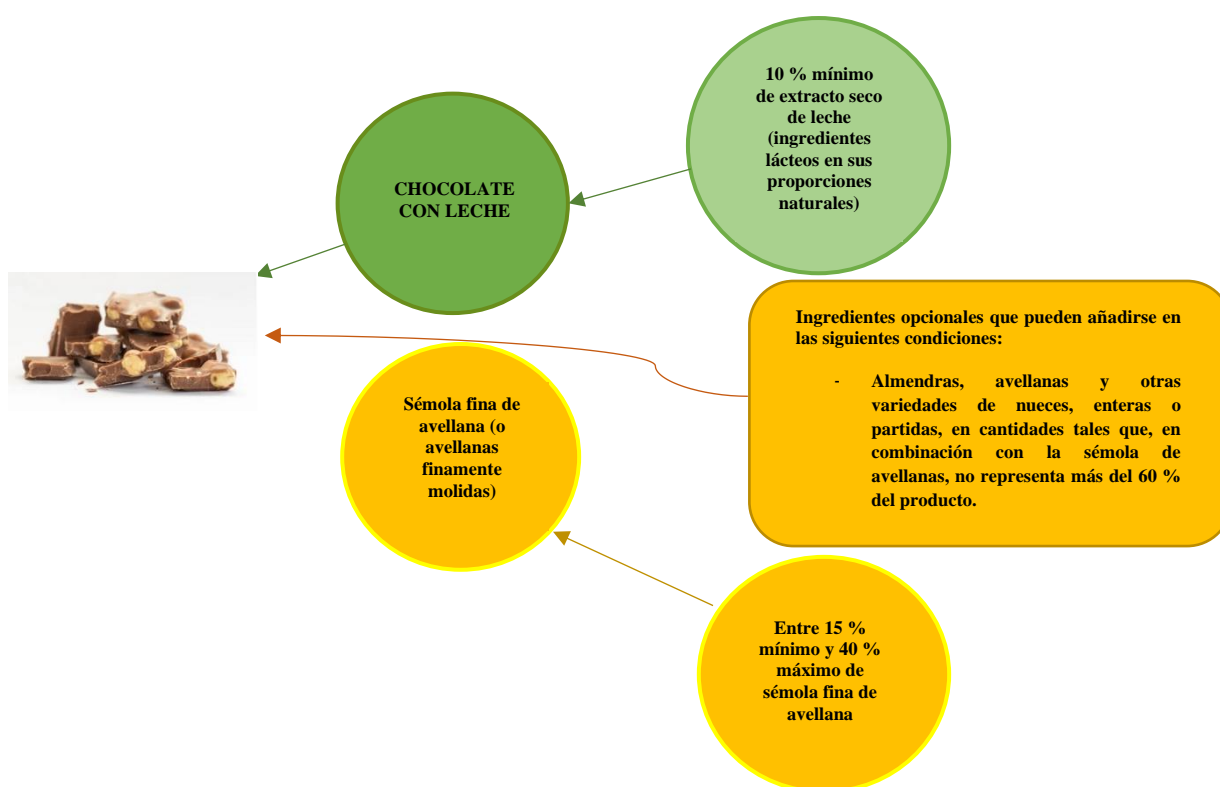 10 % mínimo
de extracto seco
de leche
(ingredientes
lácteos en sus
proporciones
naturales)
CHOCOLATE
CON LECHE
Ingredientes opcionales que pueden añadirse en
las siguientes condiciones:
- Almendras, avellanas y otras
variedades de nueces, enteras o
partidas, en cantidades tales que, en
combinación con la sémola de
avellanas, no representa más del 60 %
del producto.
Sémola fina de
avellana (o
avellanas
finamente
molidas)
Entre 15 %
mínimo y 40 %
máximo de
sémola fina de
avellana